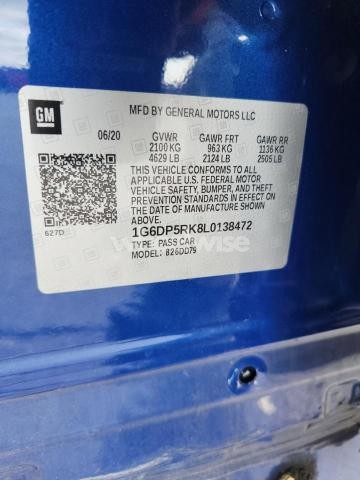 GM
MFD BY GENERAL MOTORS LLC
06/20 GVWR GAWR FRT GAWR RR
2100 KG 963 KG 1136 KG
4629 LB 2124 LB 2505 LB
THIS VEHICLE CONFORMS TO ALL
APPLICABLE U.S. FEDERAL MOTOR
VEHICLE SAFETY, BUMPER, AND THEFT
PREVENTION STANDARDS IN EFFECT ON
THE DATE OF MANUFACTURE SHOWN
ABOVE.
627D
1G6DP5RK8L0138472
TYPE: PASS CAR
MODEL: 826DD79